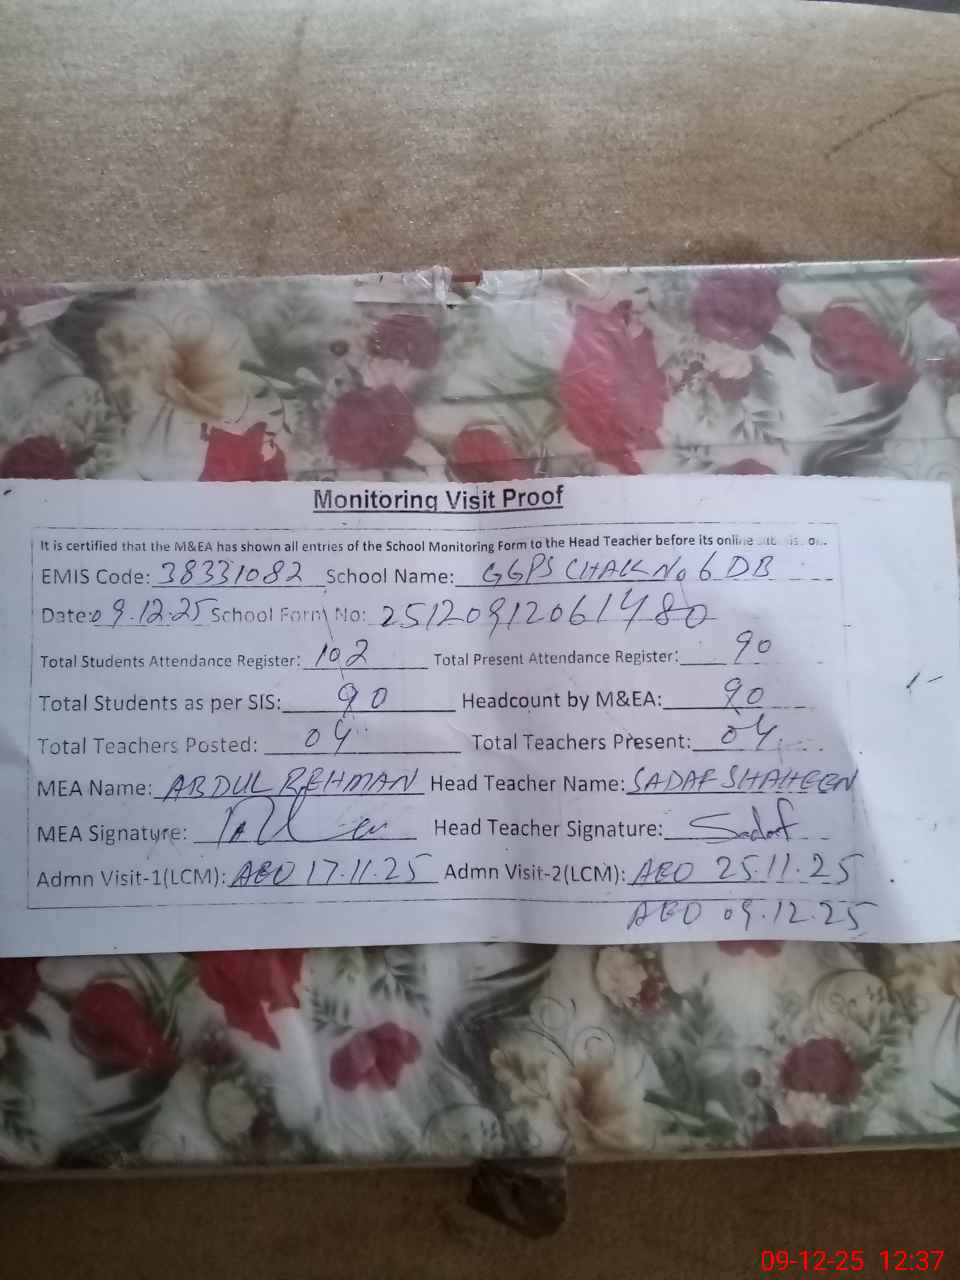 Monitoring Visit Proof
It is certified that the M&EA has shown all entries of the School Monitoring Form to the Head Teacher before its online
EMIS Code: 38331082 School Name: GGPS CHAK No 6 DB
Date: 09.12.25 School Form No: 25120912061480
Total Students Attendance Register: 102 Total Present Attendance Register: 90
Total Students as per SIS: 90 Headcount by M&EA: 90
Total Teachers Posted: 04 Total Teachers Present: 04
MEA Name: ABDUL REHMAN Head Teacher Name: SADAF SHAHEEN
MEA Signature: Head Teacher Signature: Sadaf
Admn Visit-1(LCM): AEO 17.11.25 Admn Visit-2(LCM): AEO 25.11.25
AEO 09.12.25
09-12-25 12:37